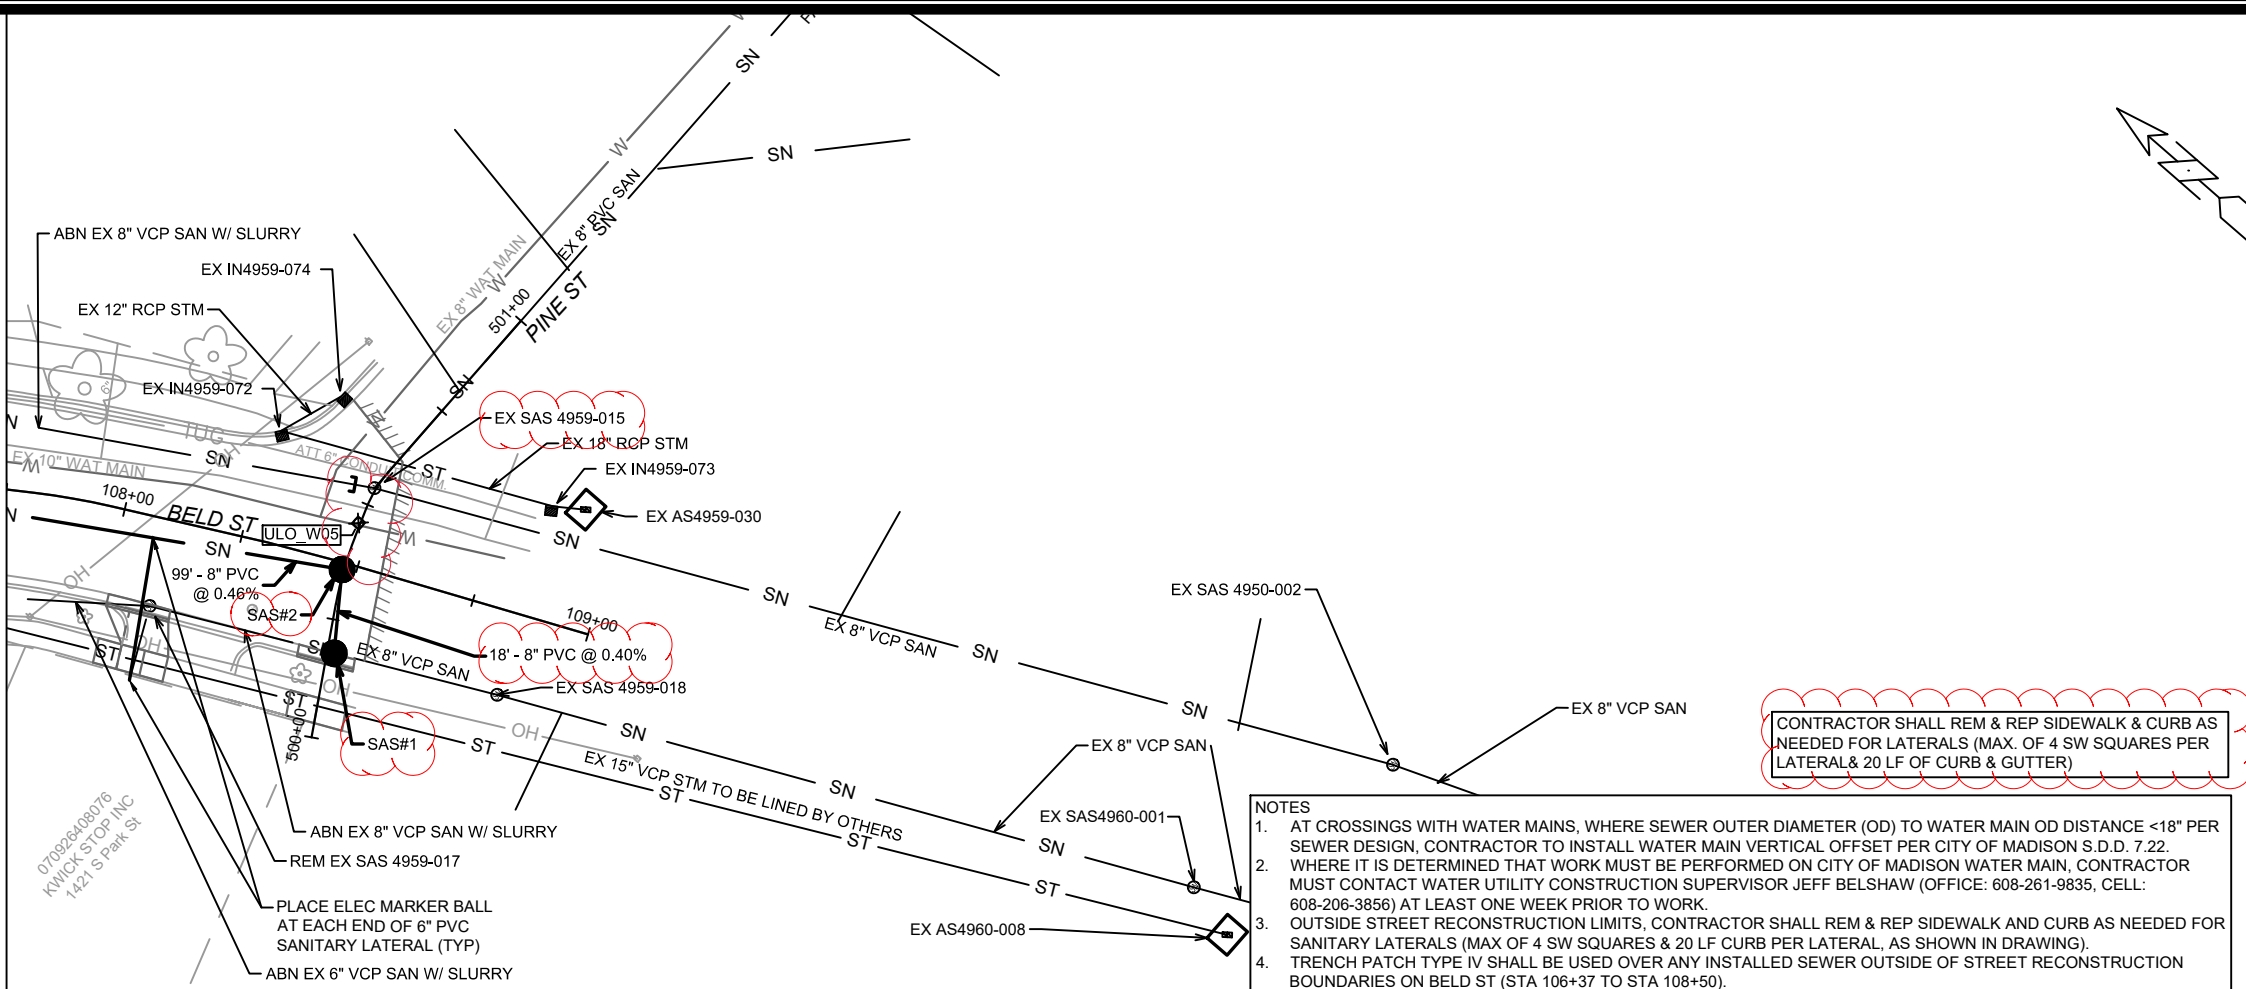 SN
W
SN
W
EX 8" PVC SAN
SN
ABN EX 8" VCP SAN W/ SLURRY
EX IN4959-074
EX 8" WAT MAIN
W
501+00
PINE ST
EX 12" RCP STM
EX IN4959-072
6"
SN
EX SAS 4959-015
EX 18" RCP STM
N
TUG
OH
SN
EX 10" WAT MAIN
W
ATT 6" CONDUIT COMM.
ST
EX IN4959-073
EX AS4959-030
108+00
BELD ST
N
SN
ULO_W05
W
SN
99' - 8" PVC
@ 0.46%
OH
SAS#2
109+00
SN
EX 8" VCP SAN
SN
EX SAS 4950-002
OH
ST
EX 8" VCP SAN
18' - 8" PVC @ 0.40%
EX SAS 4959-018
OH
ST
SN
EX 8" VCP SAN
500+00
SAS#1
ST
OH
SN
EX 8" VCP SAN
EX 15" VCP STM TO BE LINED BY OTHERS
ST
SN
ST
EX SAS4960-001
SN
ST
EX AS4960-008
070926408076
KWICK STOP INC
1421 S Park St
ABN EX 8" VCP SAN W/ SLURRY
REM EX SAS 4959-017
PLACE ELEC MARKER BALL
AT EACH END OF 6" PVC
SANITARY LATERAL (TYP)
ABN EX 6" VCP SAN W/ SLURRY
CONTRACTOR SHALL REM & REP SIDEWALK & CURB AS
NEEDED FOR LATERALS (MAX. OF 4 SW SQUARES PER
LATERAL& 20 LF OF CURB & GUTTER)
NOTES
1. AT CROSSINGS WITH WATER MAINS, WHERE SEWER OUTER DIAMETER (OD) TO WATER MAIN OD DISTANCE <18" PER
SEWER DESIGN, CONTRACTOR TO INSTALL WATER MAIN VERTICAL OFFSET PER CITY OF MADISON S.D.D. 7.22.
2. WHERE IT IS DETERMINED THAT WORK MUST BE PERFORMED ON CITY OF MADISON WATER MAIN, CONTRACTOR
MUST CONTACT WATER UTILITY CONSTRUCTION SUPERVISOR JEFF BELSHAW (OFFICE: 608-261-9835, CELL:
608-206-3856) AT LEAST ONE WEEK PRIOR TO WORK.
3. OUTSIDE STREET RECONSTRUCTION LIMITS, CONTRACTOR SHALL REM & REP SIDEWALK AND CURB AS NEEDED FOR
SANITARY LATERALS (MAX OF 4 SW SQUARES & 20 LF CURB PER LATERAL, AS SHOWN IN DRAWING).
4. TRENCH PATCH TYPE IV SHALL BE USED OVER ANY INSTALLED SEWER OUTSIDE OF STREET RECONSTRUCTION
BOUNDARIES ON BELD ST (STA 106+37 TO STA 108+50).